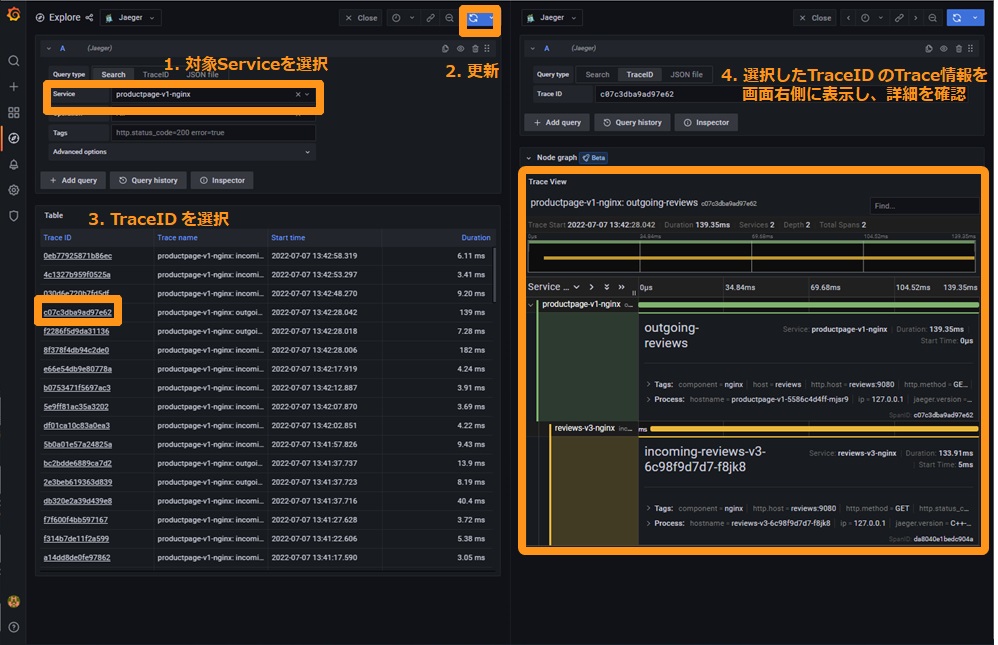 Explore
Jaeger
Close
A
(Jaeger)
1. 対象Serviceを選択
2. 更新
Query type
Search
TraceID
JSON file
Service
productpage-v1-nginx
Tags
http.status_code=200 error=true
Advanced options
+ Add query
Query history
Inspector
Table
3. TraceID を選択
Trace ID
Trace name
Start time
Duration
0eb77925871b86ec productpage-v1-nginx: incomi... 2022-07-07 13:42:58.319 6.11 ms
4c1327b959f0525a productpage-v1-nginx: incomi... 2022-07-07 13:42:53.297 3.41 ms
030d6e720b7fd5df productpage-v1-nginx: incomi... 2022-07-07 13:42:48.270 9.20 ms
c07c3dba9ad97e62 productpage-v1-nginx: outgoi... 2022-07-07 13:42:28.042 139 ms
f2286f5d9da31136 productpage-v1-nginx: outgoi... 2022-07-07 13:42:28.018 7.28 ms
8f378f4db94c2de0 productpage-v1-nginx: incomi... 2022-07-07 13:42:28.006 182 ms
e66e54db9e80778a productpage-v1-nginx: incomi... 2022-07-07 13:42:17.919 4.24 ms
b0753471f5697ac3 productpage-v1-nginx: incomi... 2022-07-07 13:42:12.887 3.91 ms
5e9ff81ac35a3202 productpage-v1-nginx: incomi... 2022-07-07 13:42:07.870 3.69 ms
df01ca10c83a0ea3 productpage-v1-nginx: incomi... 2022-07-07 13:42:02.851 4.22 ms
5b0a01e57a24825a productpage-v1-nginx: incomi... 2022-07-07 13:41:57.826 9.43 ms
bc2bdde6889ca7d2 productpage-v1-nginx: outgoi... 2022-07-07 13:41:37.737 13.9 ms
2e3beb619363d839 productpage-v1-nginx: outgoi... 2022-07-07 13:41:37.723 8.19 ms
db320e2a39d439e8 productpage-v1-nginx: incomi... 2022-07-07 13:41:37.716 40.4 ms
f7f600f4bb597167 productpage-v1-nginx: incomi... 2022-07-07 13:41:27.628 3.72 ms
f314b7de11f2a599 productpage-v1-nginx: incomi... 2022-07-07 13:41:22.606 5.38 ms
a14dd8de0fe97862 productpage-v1-nginx: incomi... 2022-07-07 13:41:17.590 3.05 ms
Jaeger
Close
A
(Jaeger)
Query type
Search
TraceID
JSON file
4. 選択したTraceID のTrace情報を
画面右側に表示し、詳細を確認
Trace ID
c07c3dba9ad97e62
+ Add query
Query history
Inspector
Node graph
Beta
Trace View
productpage-v1-nginx: outgoing-reviews c07c3dba9ad97e62
Find...
Trace Start 2022-07-07 13:42:28.042 Duration 139.35ms Services 2 Depth 2 Total Spans 2
0μs 34.84ms 69.68ms 104.52ms 139.35ms
Service ... 0μs 34.84ms 69.68ms 104.52ms 139.35ms
productpage-v1-nginx o...
outgoing-
reviews
Service: productpage-v1-nginx Duration: 139.35ms
Start Time: 0μs
Tags: component = nginx host = reviews http.host = reviews:9080 http.method = GE...
Process: hostname = productpage-v1-5586c4d4ff-mjsr9 ip = 127.0.0.1 jaeger.version = ...
SpanID: c07c3dba9ad97e62
reviews-v3-nginx inc... ms
incoming-reviews-v3-
6c98f9d7d7-f8jk8
Service: reviews-v3-nginx Duration: 133.91ms
Start Time: 5ms
Tags: component = nginx http.host = reviews:9080 http.method = GET http.status_c...
Process: hostname = reviews-v3-6c98f9d7d7-f8jk8 ip = 127.0.0.1 jaeger.version = C++-...
SpanID: da8040e1bedc904a